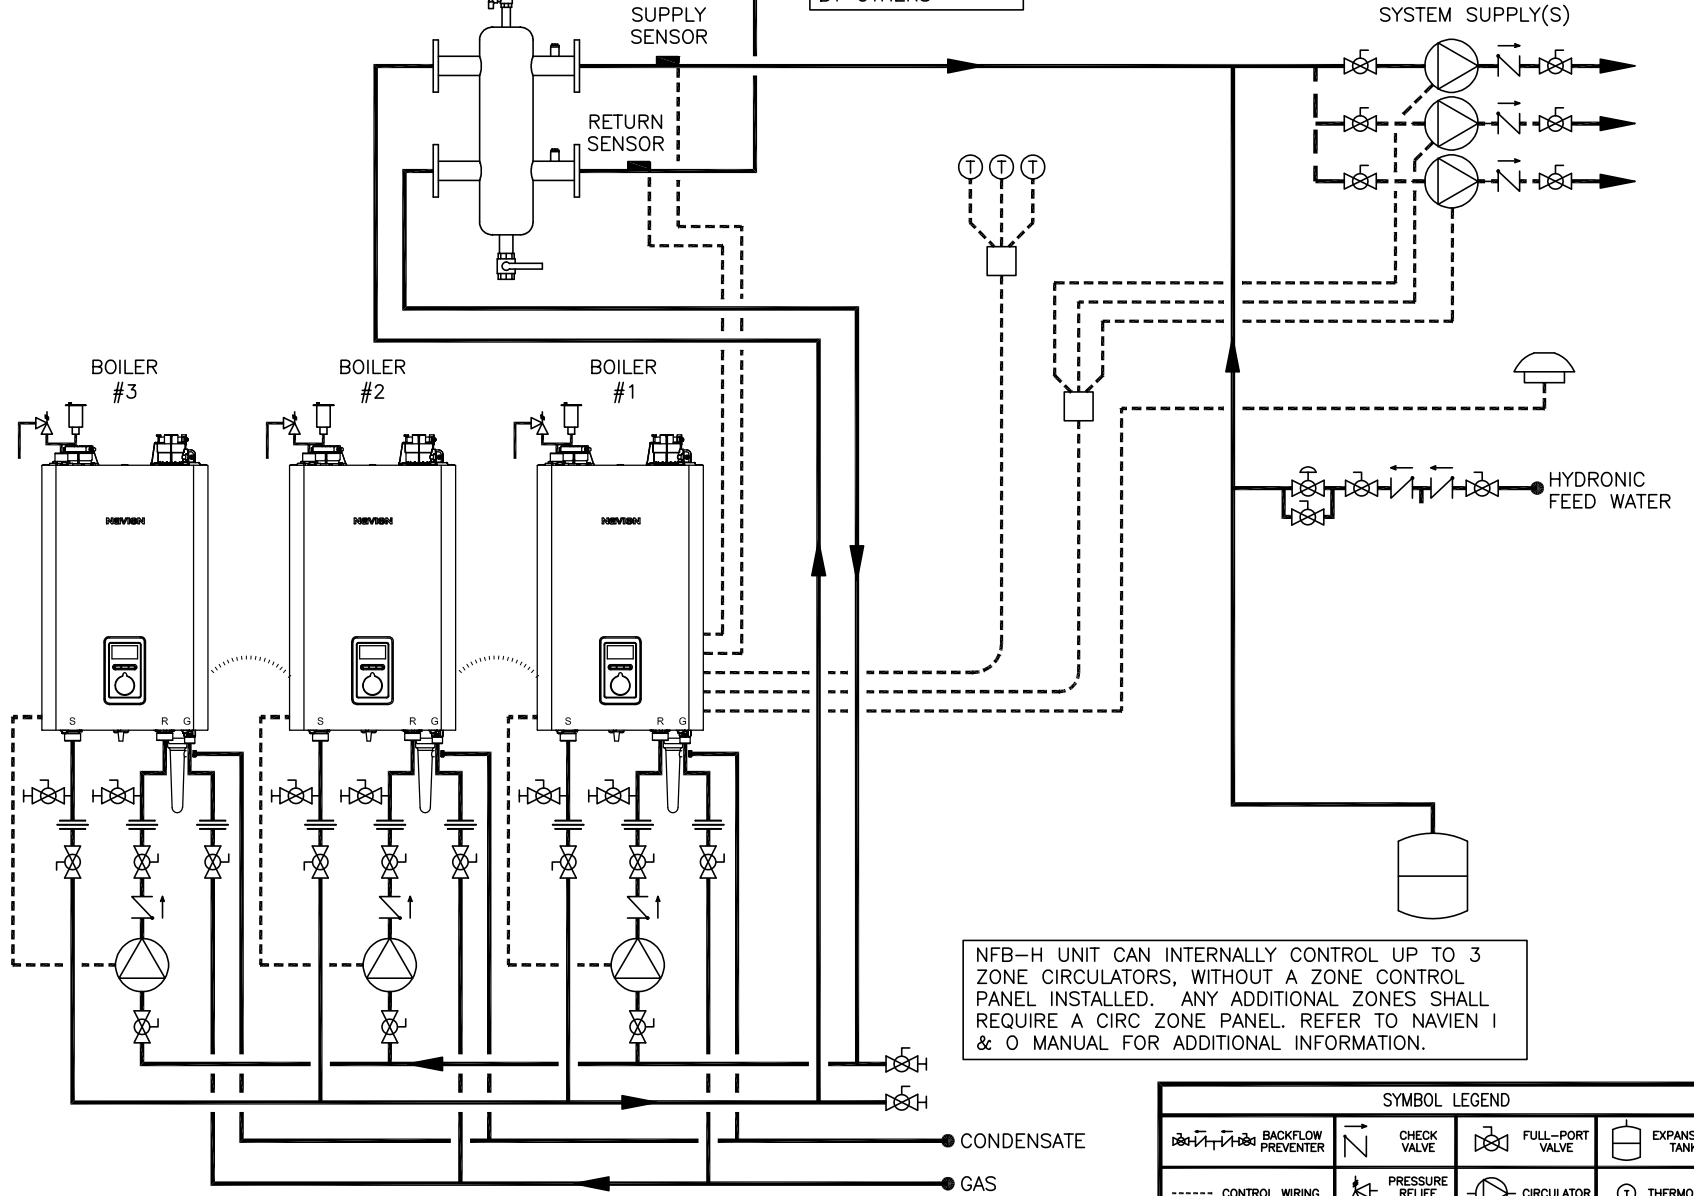 SUPPLY
SENSOR
SYSTEM SUPPLY(S)
RETURN
SENSOR
T T T
BOILER
#3
BOILER
#2
BOILER
#1
HYDRONIC
FEED WATER
NAVIEN
NAVIEN
NAVIEN
S R G
S R G
S R G
NFB-H UNIT CAN INTERNALLY CONTROL UP TO 3
ZONE CIRCULATORS, WITHOUT A ZONE CONTROL
PANEL INSTALLED. ANY ADDITIONAL ZONES SHALL
REQUIRE A CIRC ZONE PANEL. REFER TO NAVIEN I
& O MANUAL FOR ADDITIONAL INFORMATION.
CONDENSATE
GAS
SYMBOL LEGEND
BACKFLOW
PREVENTER
CHECK
VALVE
FULL-PORT
VALVE
EXPANS
TANK
CONTROL WIRING
PRESSURE
RELIEF
CIRCULATOR
T THERMO